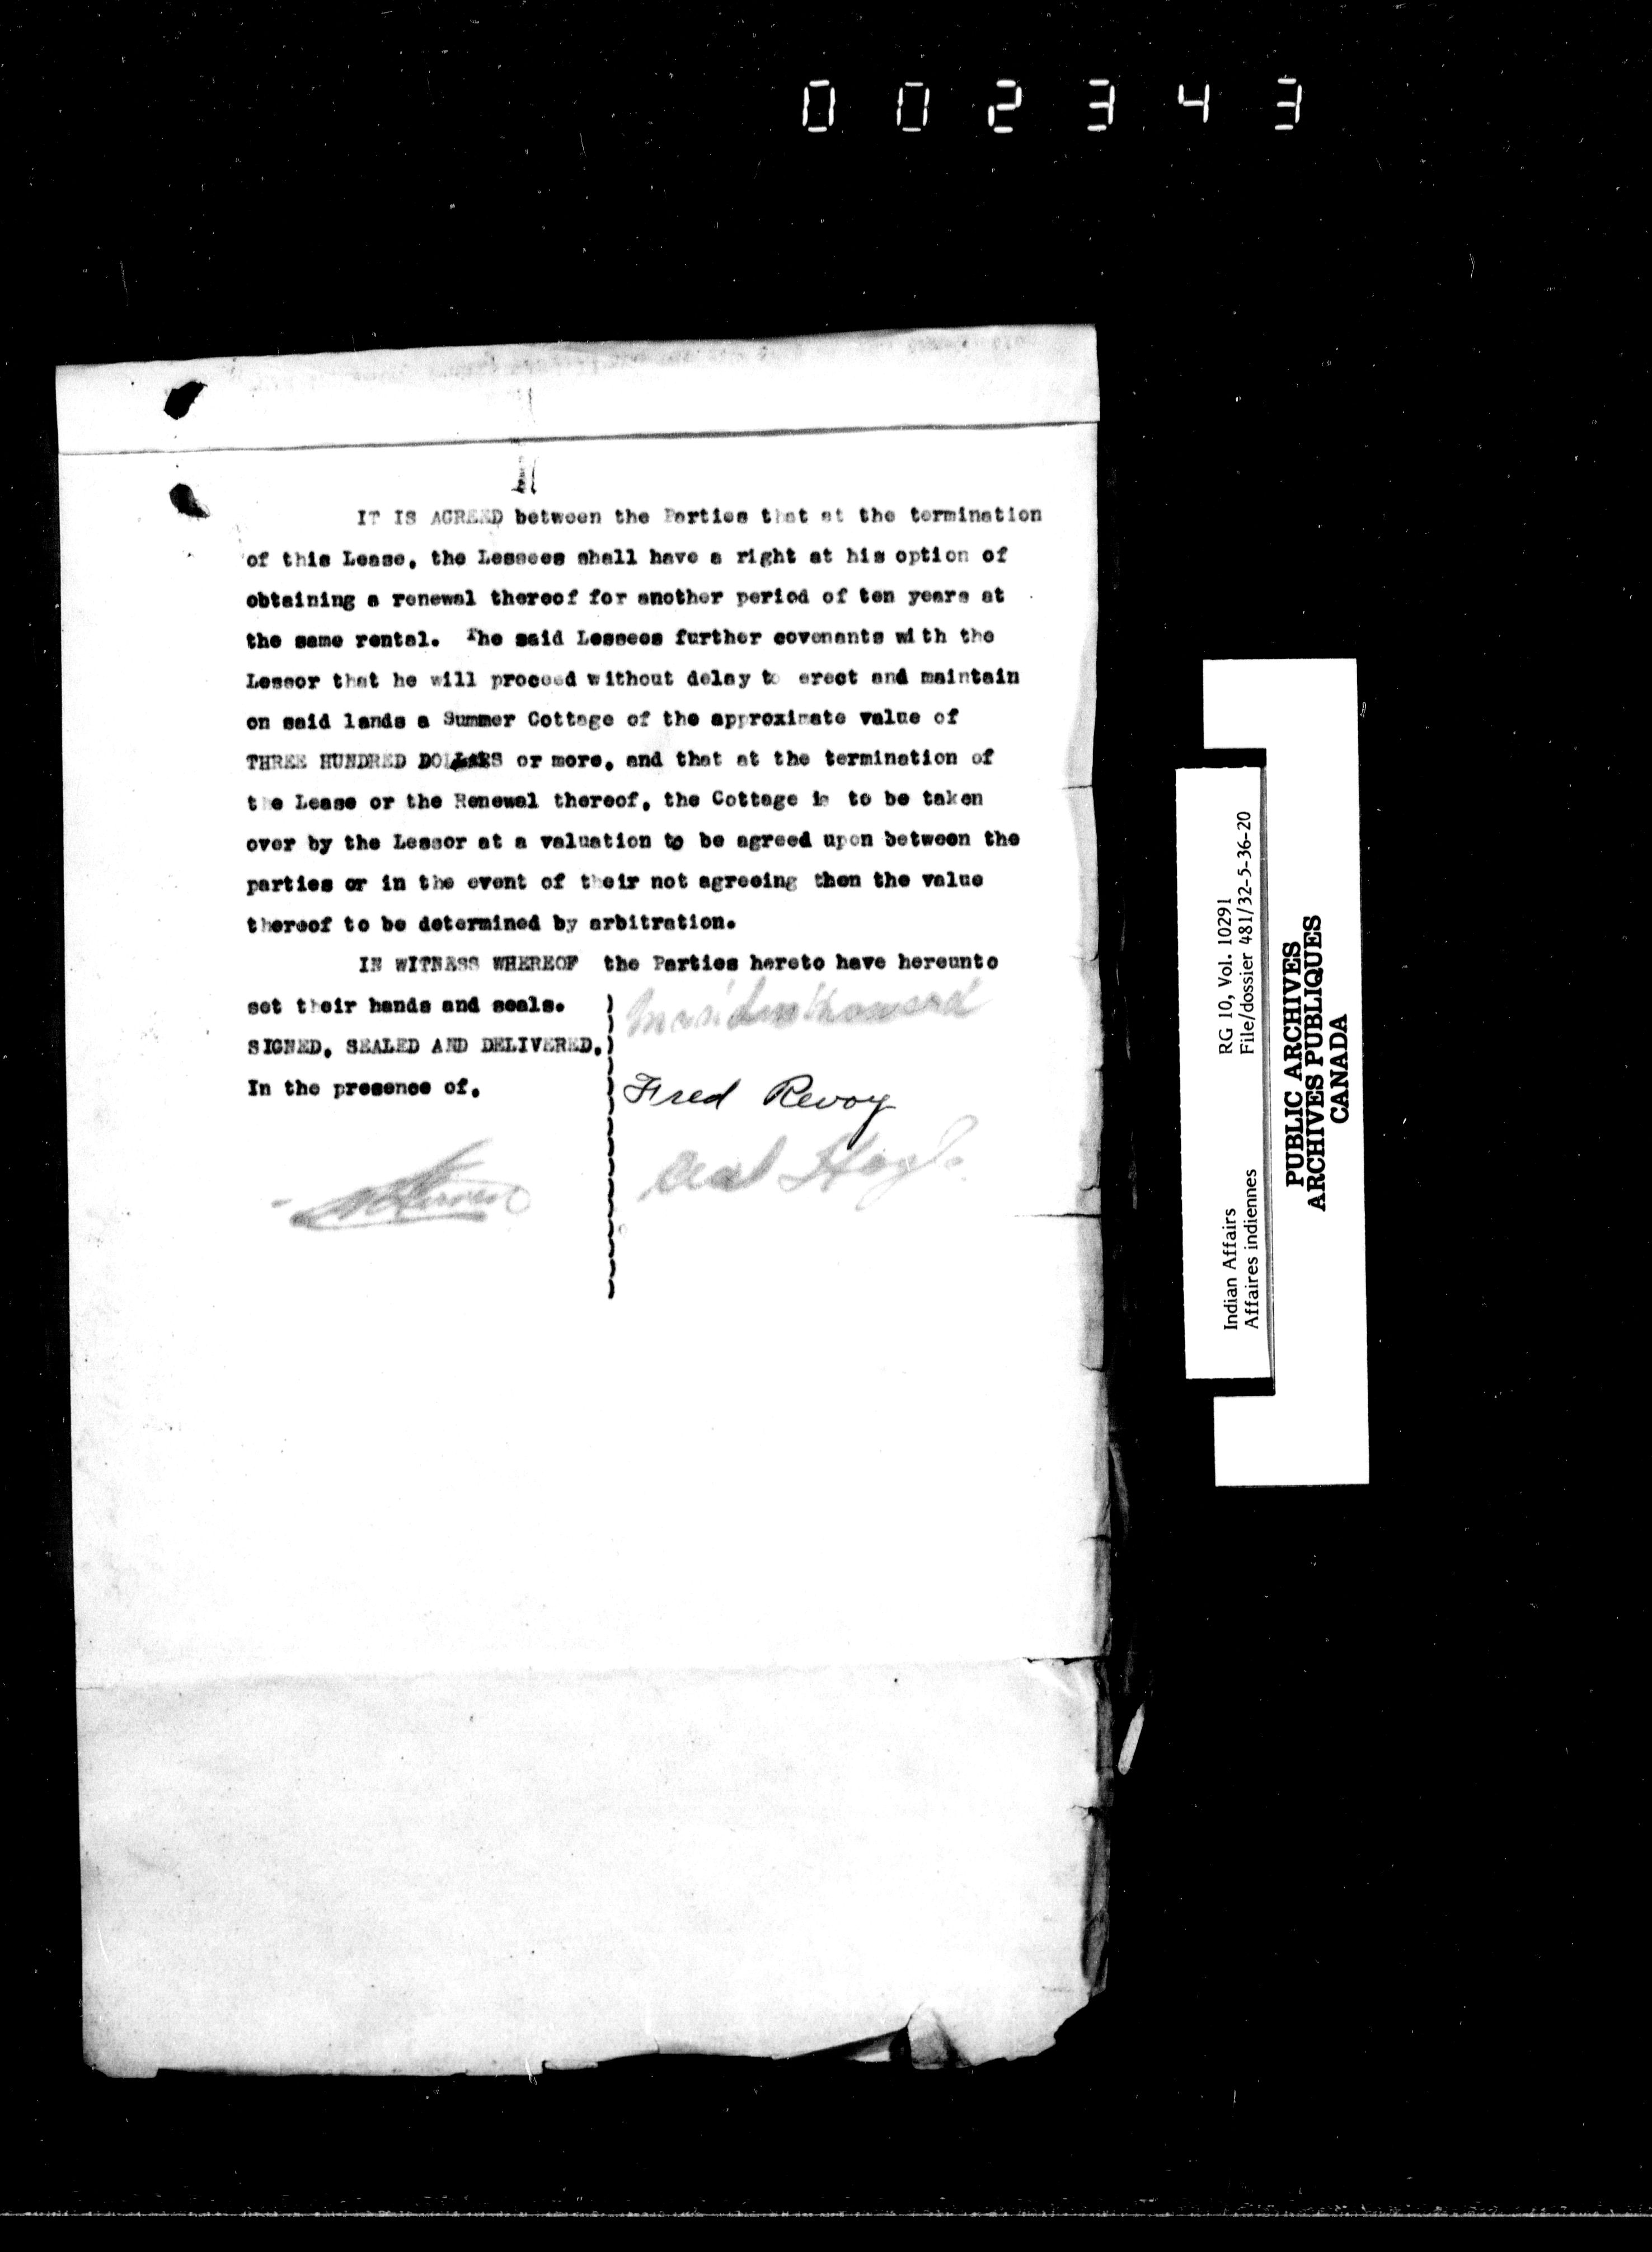 002343
IT IS AGREED between the Parties that at the termination
of this Lease, the Lessees shall have a right at his option of
obtaining a renewal thereof for another period of ten years at
the same rental. The said Lessees further covenants with the
Lessor that he will proceed without delay to erect and maintain
on said lands a Summer Cottage of the approximate value of
THREE HUNDRED DOLLARS or more, and that at the termination of
the Lease or the Renewal thereof, the Cottage is to be taken
over by the Lessor at a valuation to be agreed upon between the
parties or in the event of their not agreeing then the value
thereof to be determined by arbitration.
IN WITNESS WHEREOF the Parties hereto have hereunto
set their hands and seals.
SIGNED, SEALED AND DELIVERED,
In the presence of,
Fred Revoy
Indian Affairs RG 10, Vol. 10291
Affaires indiennes File/dossier 481/32-5-36-20
PUBLIC ARCHIVES
ARCHIVES PUBLIQUES
CANADA